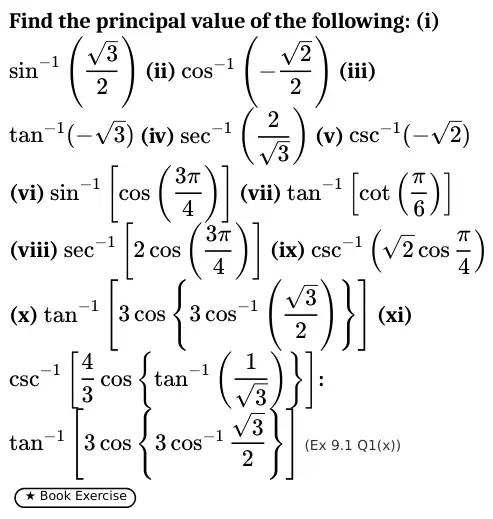 Find the principal value of the following: (i)
sin⁻¹ (√3/2) (ii) cos⁻¹ (−√2/2) (iii)
tan⁻¹(−√3) (iv) sec⁻¹ (2/√3) (v) csc⁻¹(−√2)
(vi) sin⁻¹ [cos (3π/4)] (vii) tan⁻¹ [cot (π/6)]
(viii) sec⁻¹ [2 cos (3π/4)] (ix) csc⁻¹ (√2 cos π/4)
(x) tan⁻¹ [3 cos {3 cos⁻¹ (√3/2)}] (xi)
csc⁻¹ [4/3 cos {tan⁻¹ (1/√3)}]:
tan⁻¹ [3 cos {3 cos⁻¹ √3/2}] (Ex 9.1 Q1(x))
★ Book Exercise